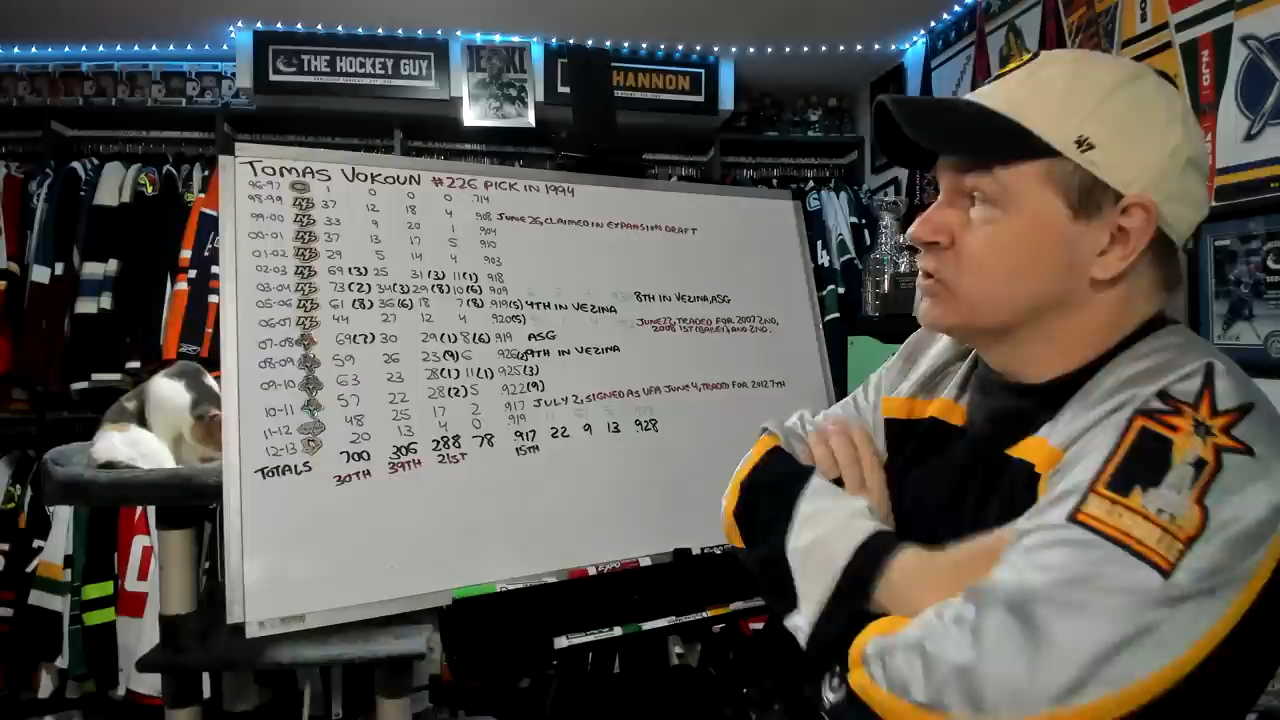 THE HOCKEY GUY
HANNON
TOMAS VOKOUN #226 PICK IN 1994
96-97 1 0 0 0 .714
98-99 37 12 18 4 .908 JUNE 26, CLAIMED IN EXPANSION DRAFT
99-00 33 9 20 1 .904
00-01 37 13 17 5 .910
01-02 29 5 14 4 .903
02-03 69(3) 25 31(3) 11(1) .918
03-04 73(2) 34(3) 29(8) 10(6) .909 8TH IN VEZINA, ASG
05-06 61(8) 36(6) 18 7(8) .919(5) 4TH IN VEZINA
06-07 44 27 12 4 .920(5) JUNE 22, TRADED FOR 2007 2ND,
2008 1ST (BAILEY) AND 2ND.
07-08 69(7) 30 29(1) 8(6) .919 ASG
08-09 59 26 23(9) 6 .926 9TH IN VEZINA
09-10 63 23 28(1) 11(1) .925(3)
10-11 57 22 28(2) 5 .922(9)
11-12 48 25 17 2 .917 JULY 2, SIGNED AS UFA JUNE 4, TRADED FOR 2012 7TH
12-13 20 13 4 0 .919
TOTALS 700 306 288 78 .917 22 9 13 .928
30TH 39TH 21ST 15TH
EXPO
47